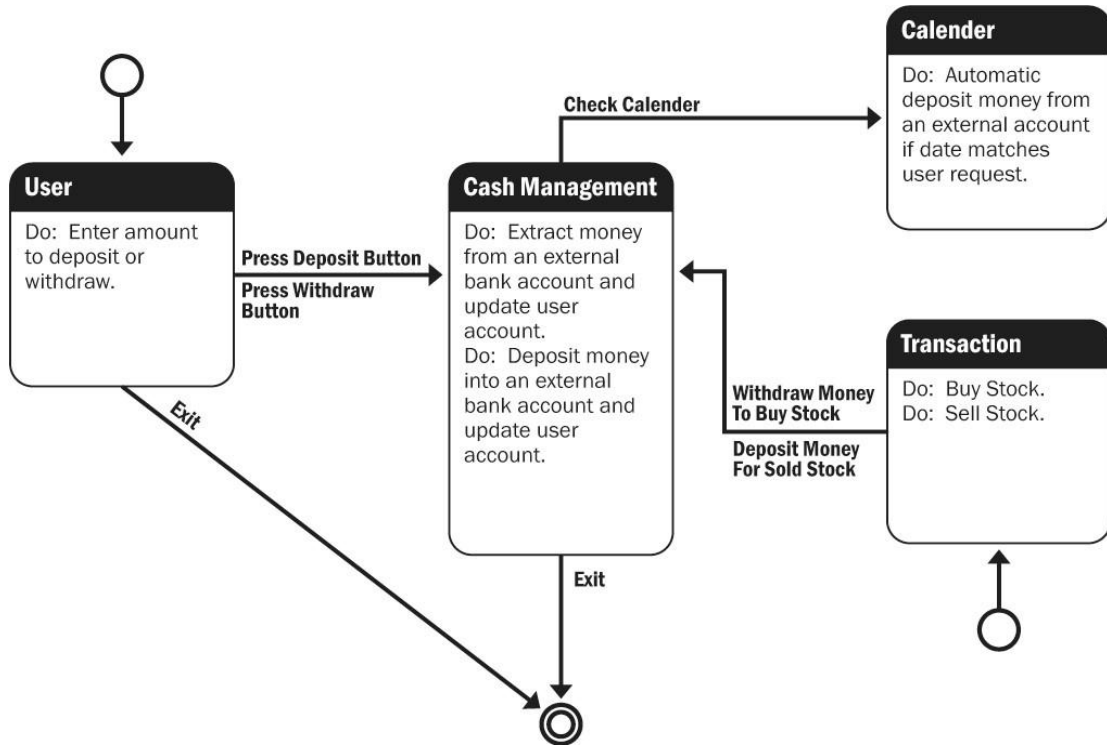 Calender
Do: Automatic
deposit money from
an external account
if date matches
user request.
Check Calender
User
Do: Enter amount
to deposit or
withdraw.
Press Deposit Button
Press Withdraw
Button
Cash Management
Do: Extract money
from an external
bank account and
update user
account.
Do: Deposit money
into an external
bank account and
update user
account.
Transaction
Do: Buy Stock.
Do: Sell Stock.
Withdraw Money
To Buy Stock
Deposit Money
For Sold Stock
Exit
Exit